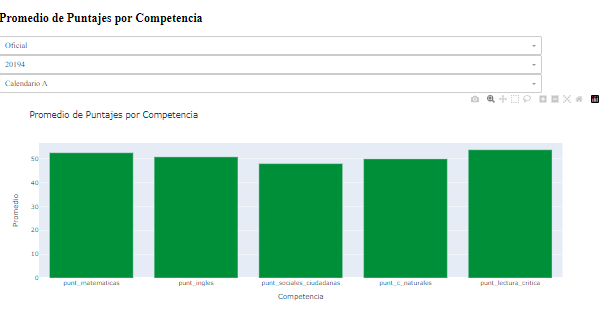 Promedio de Puntajes por Competencia
Oficial
20194
Calendario A
Promedio de Puntajes por Competencia
50
40
30
20
10
0
Promedio
punt_matematicas punt_ingles punt_sociales_ciudadanas punt_c_naturales punt_lectura_critica
Competencia